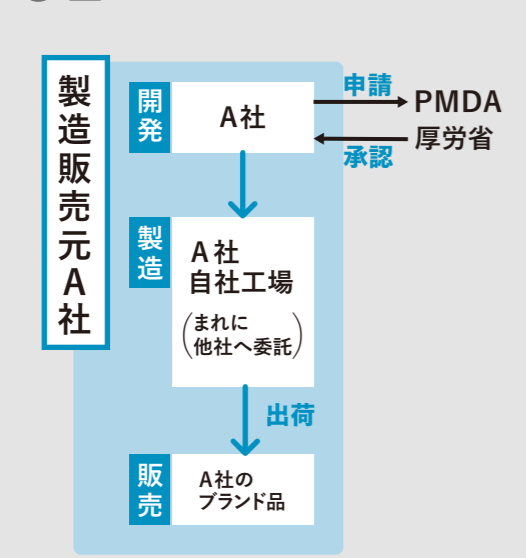 製造販売元A社
開発
A社
申請
PMDA
厚労省
承認
製造
A社
自社工場
(まれに
他社へ委託)
出荷
販売
A社の
ブランド品